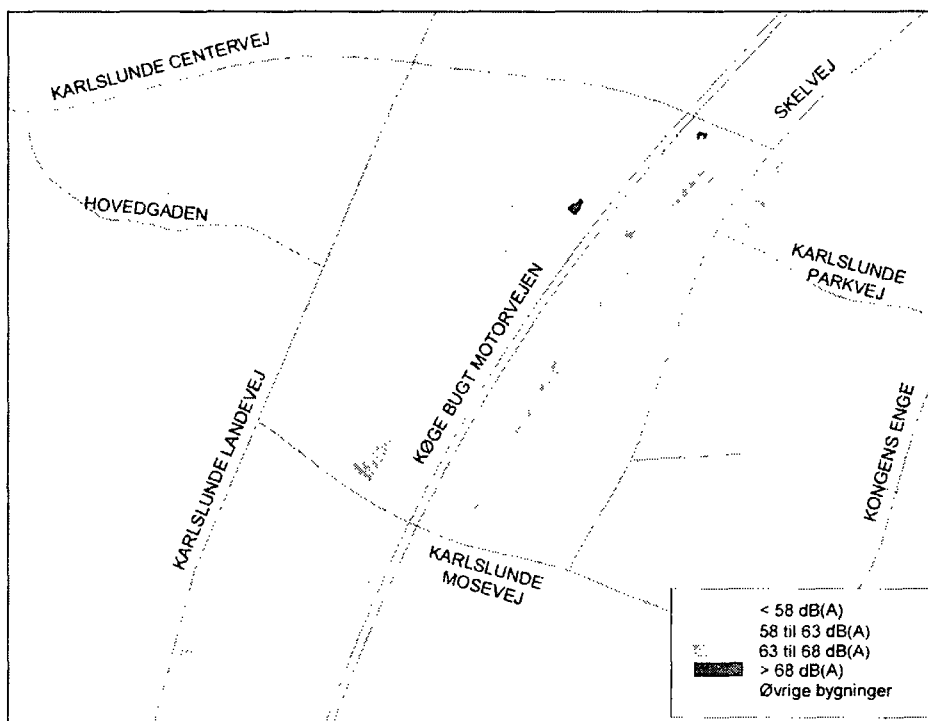 KARLSLUNDE CENTERVEJ
SKELVEJ
HOVEDGADEN
KARLSLUNDE
PARKVEJ
KØGE BUGT MOTORVEJEN
KARLSLUNDE LANDEVEJ
KONGENS ENGE
KARLSLUNDE
MOSEVEJ
< 58 dB(A)
58 til 63 dB(A)
63 til 68 dB(A)
> 68 dB(A)
Øvrige bygninger